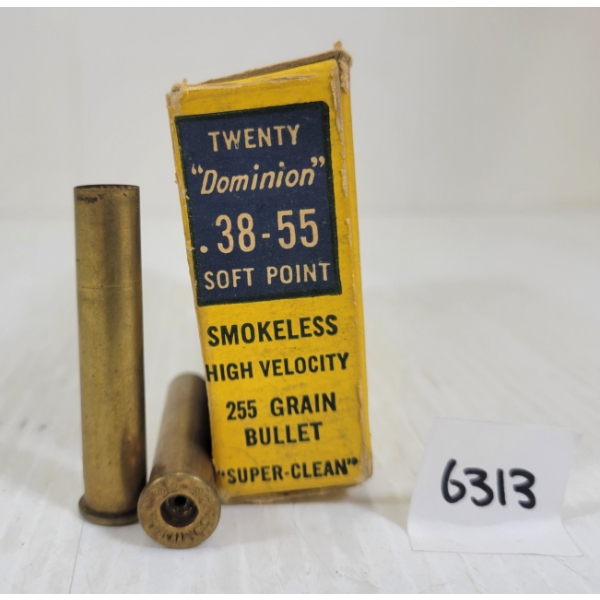 TWENTY
"Dominion"
.38-55
SOFT POINT
SMOKELESS
HIGH VELOCITY
255 GRAIN
BULLET
"SUPER-CLEAN"
6313